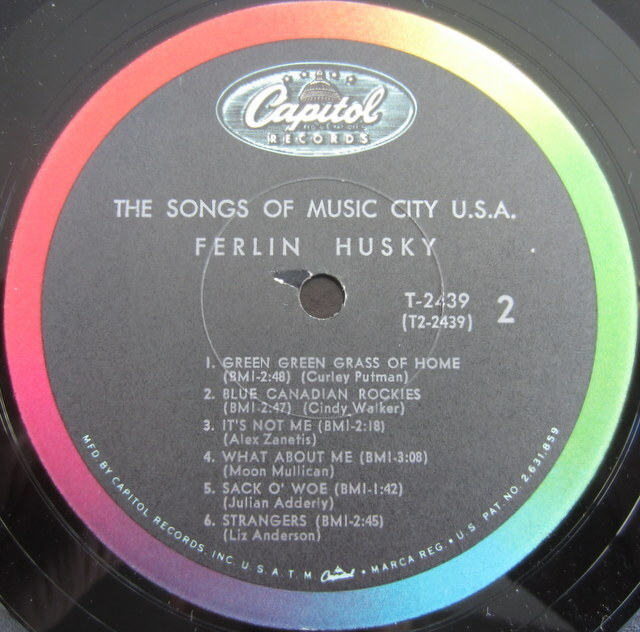 Capitol
RECORDS
THE SONGS OF MUSIC CITY U.S.A.
FERLIN HUSKY
T-2439 2
(T2-2439)
1. GREEN GREEN GRASS OF HOME
(BMI-2:48) (Curley Putman)
2. BLUE CANADIAN ROCKIES
(BMI-2:47) (Cindy Walker)
3. IT'S NOT ME (BMI-2:18)
(Alex Zanetis)
4. WHAT ABOUT ME (BMI-3:08)
(Moon Mullican)
5. SACK O' WOE (BMI-1:42)
(Julian Adderly)
6. STRANGERS (BMI-2:45)
(Liz Anderson)
MFD BY CAPITOL RECORDS, INC. U.S.A. T.M. Capitol • MARCA REG. • U.S. PAT. NO. 2,631,859